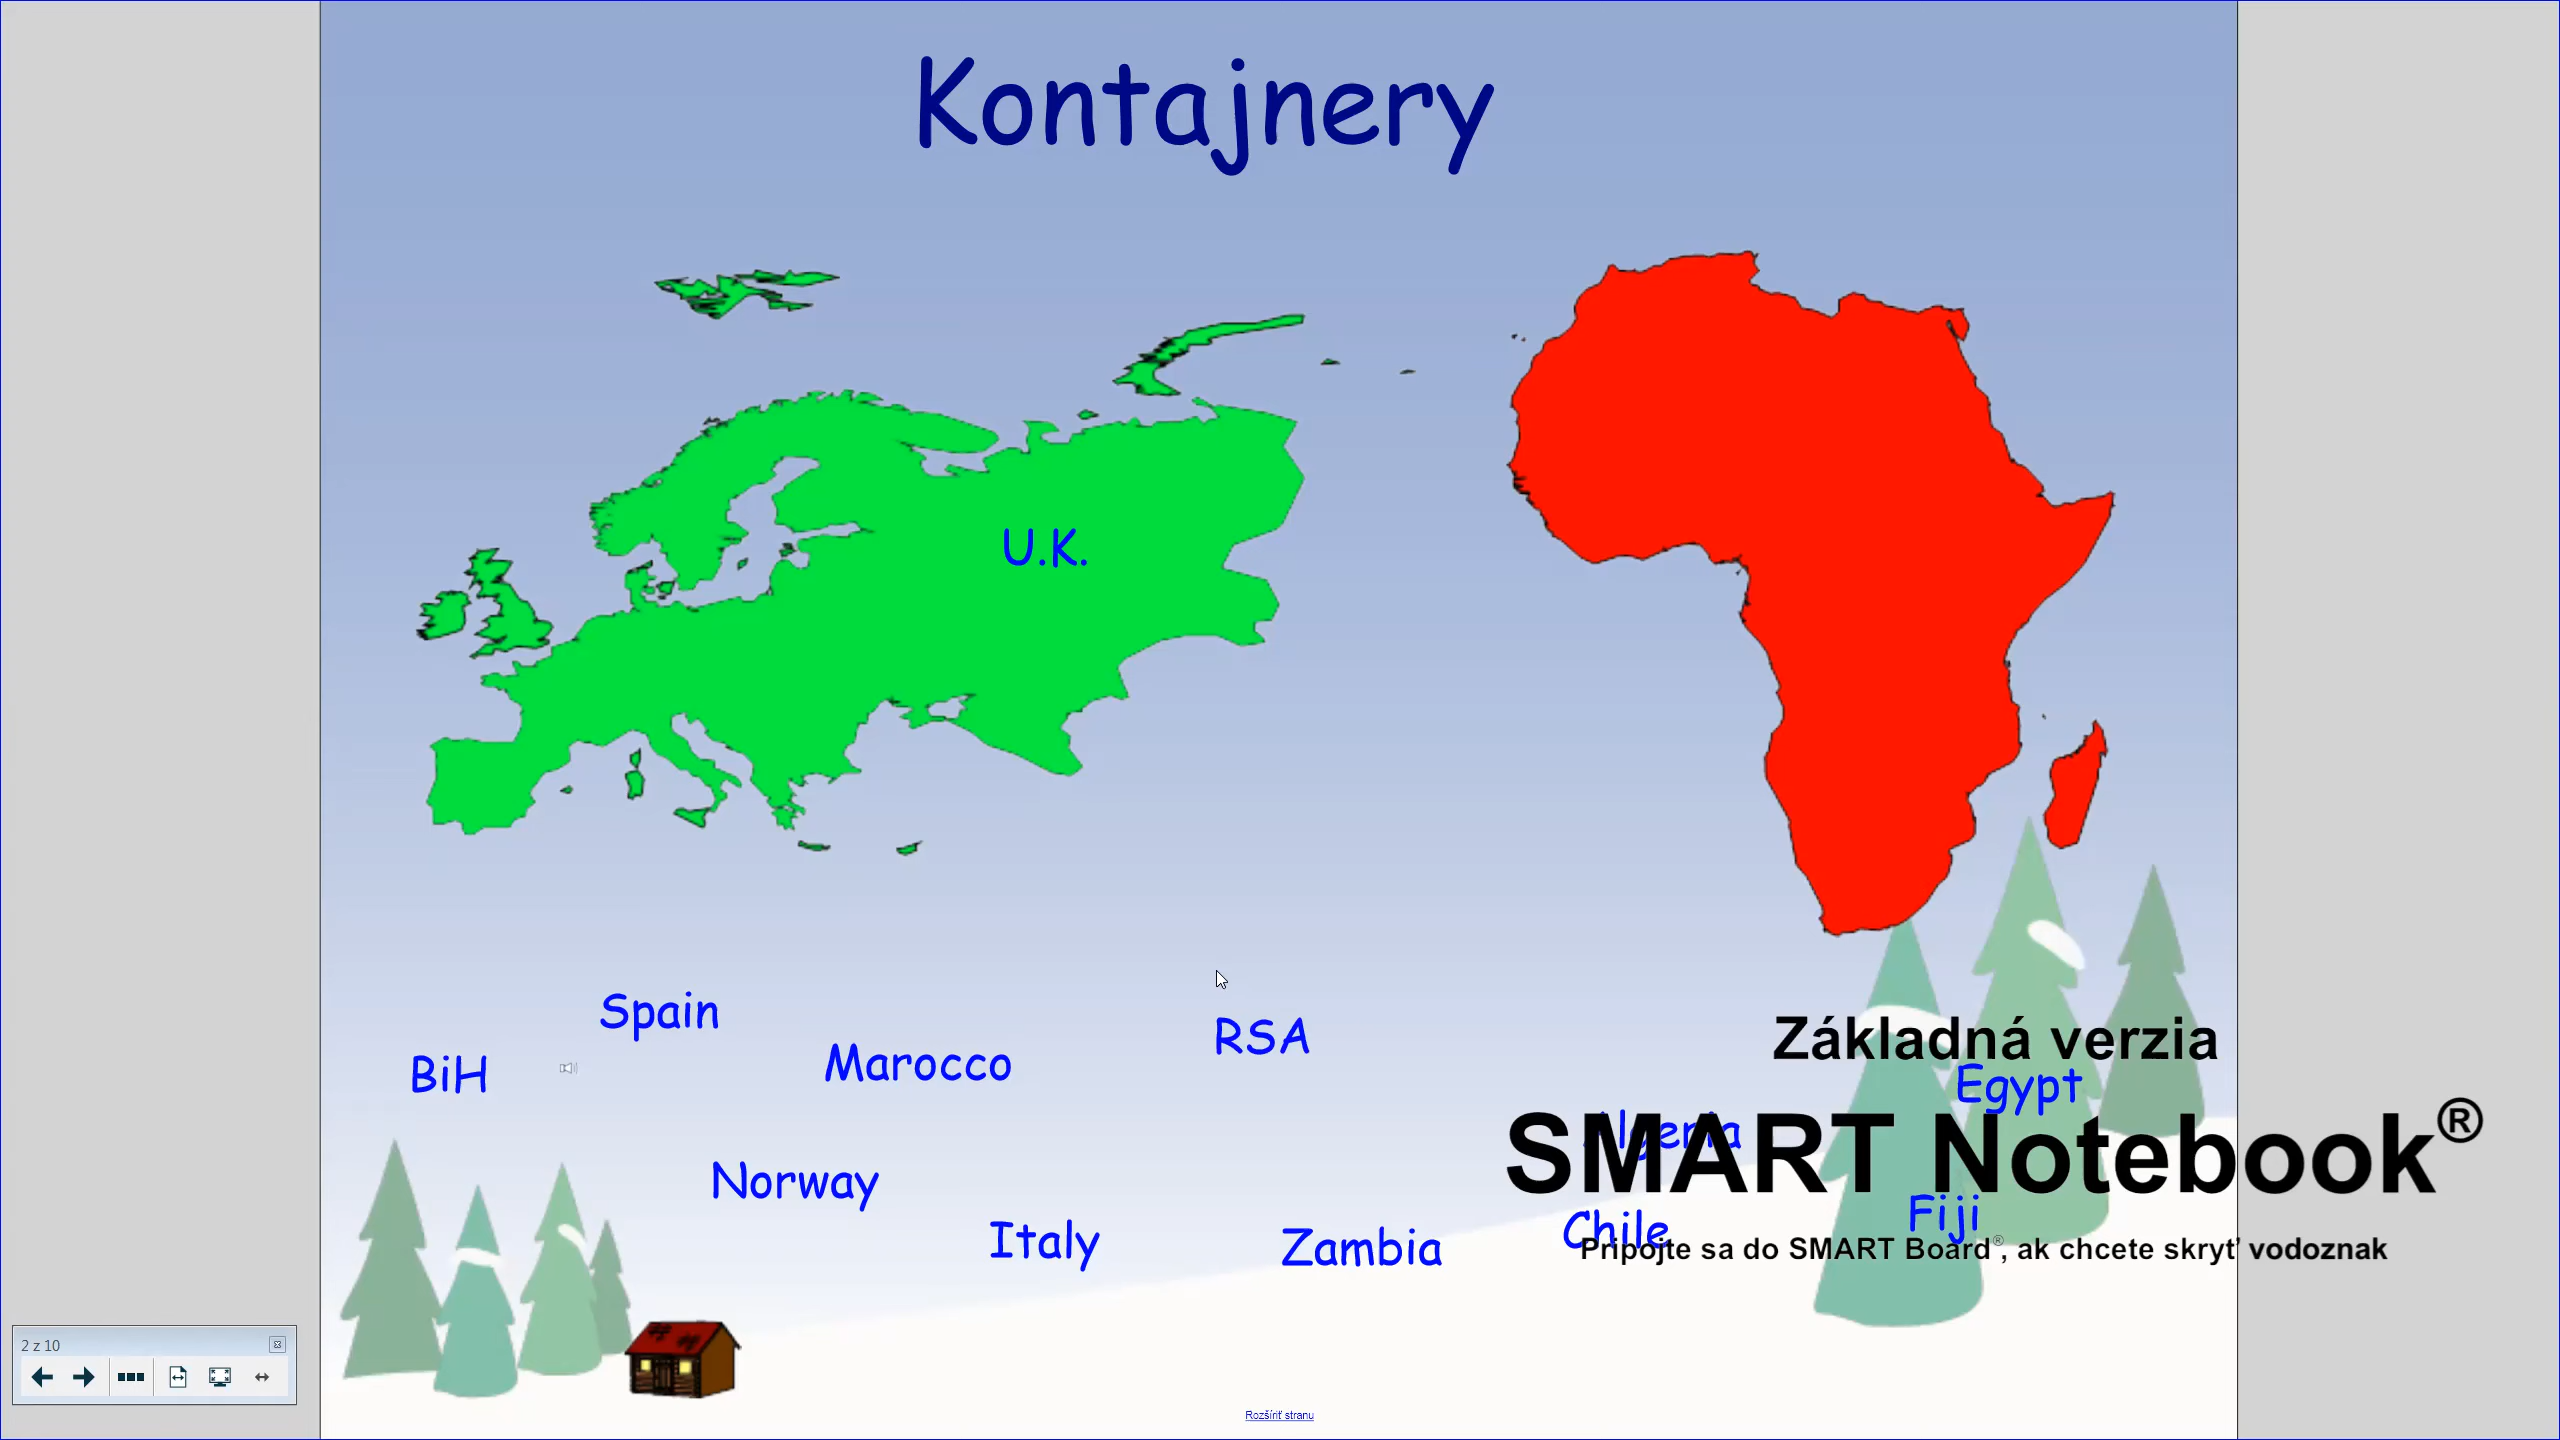 Kontajnery
U.K.
Spain
RSA
BiH
Marocco
Základná verzia
Egypt
Algeria
SMART Notebook®
Norway
Fiji
Italy
Zambia
Chile
Pripojte sa do SMART Board®, ak chcete skryť vodoznak
2 z 10
Rozšíriť stranu